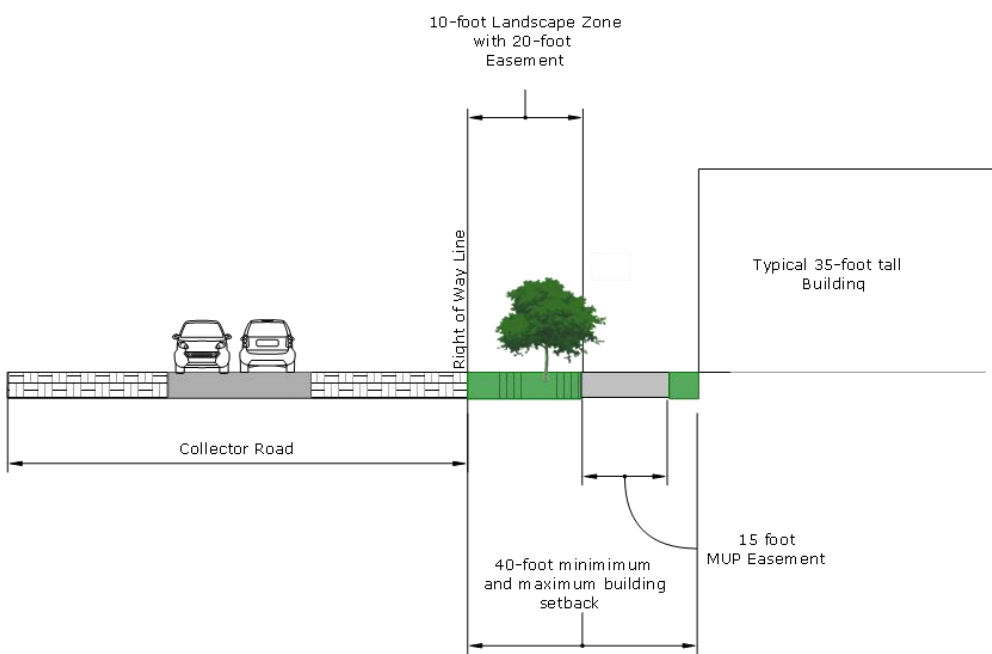 10-foot Landscape Zone
with 20-foot
Easement
Right of Way Line
Typical 35-foot tall
Building
Collector Road
15 foot
MUP Easement
40-foot minimimum
and maximum building
setback